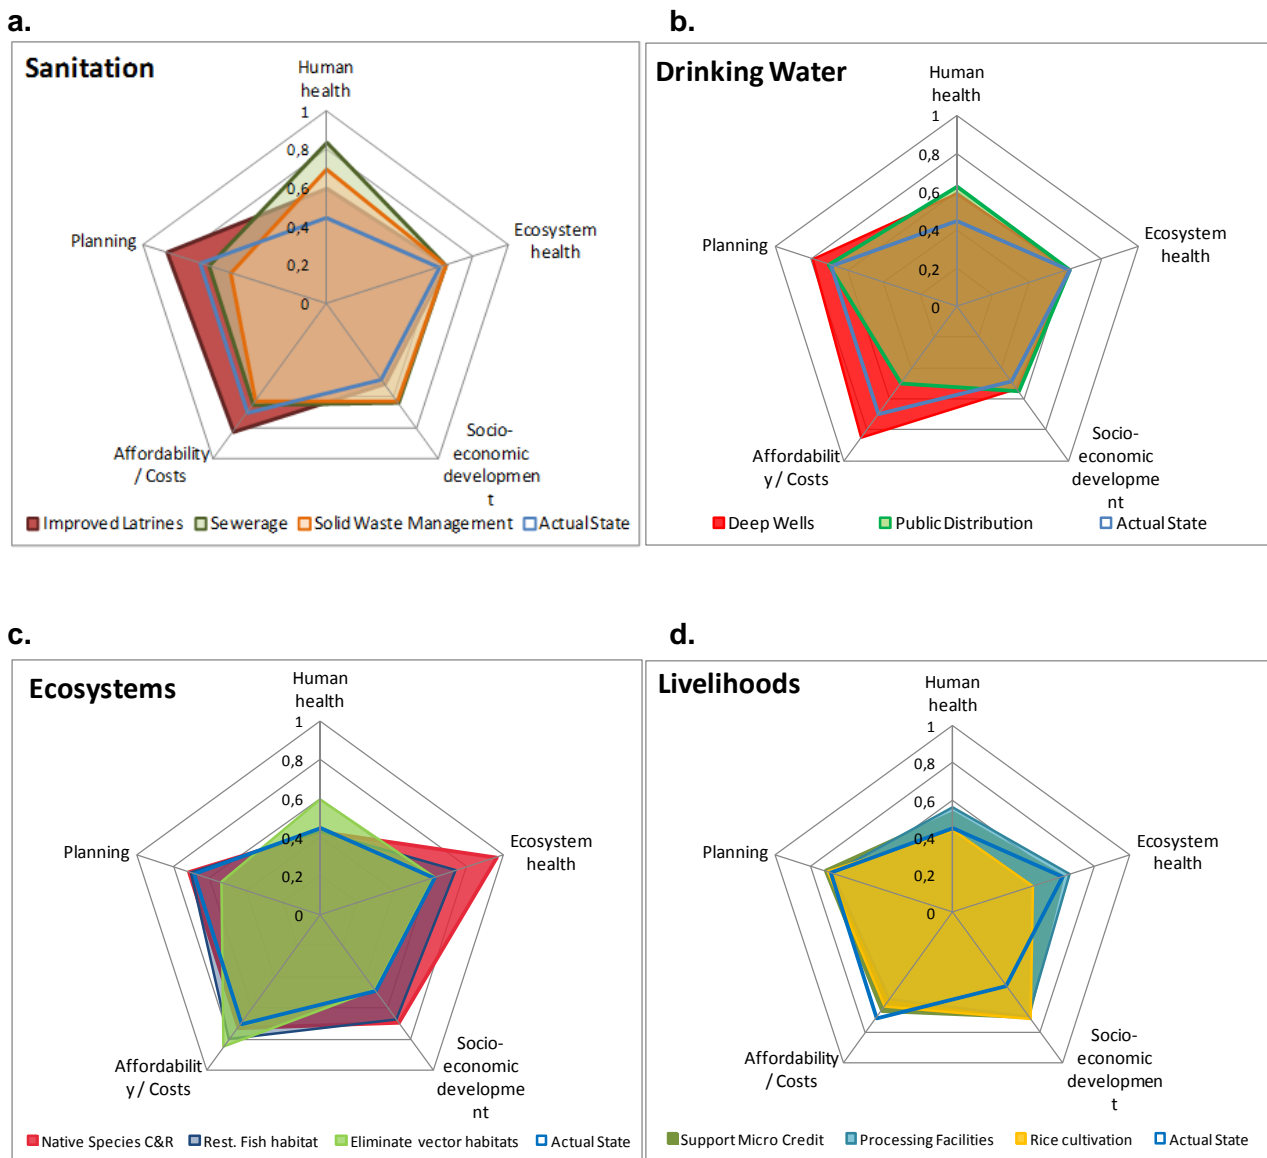 a.
Sanitation
Human
health
1
0,8
0,6
0,4
0,2
0
Planning
Ecosystem
health
Affordability
/ Costs
Socio-
economic
developmen
t
Improved Latrines
Sewerage
Solid Waste Management
Actual State
b.
Drinking Water
Human
health
1
0,8
0,6
0,4
0,2
0
Planning
Ecosystem
health
Affordabilit
y / Costs
Socio-
economic
developme
nt
Deep Wells
Public Distribution
Actual State
c.
Ecosystems
Human
health
1
0,8
0,6
0,4
0,2
0
Planning
Ecosystem
health
Affordabilit
y / Costs
Socio-
economic
developme
nt
Native Species C&R
Rest. Fish habitat
Eliminate vector habitats
Actual State
d.
Livelihoods
Human
health
1
0,8
0,6
0,4
0,2
0
Planning
Ecosystem
health
Affordability
/ Costs
Socio-
economic
developmen
t
Support Micro Credit
Processing Facilities
Rice cultivation
Actual State